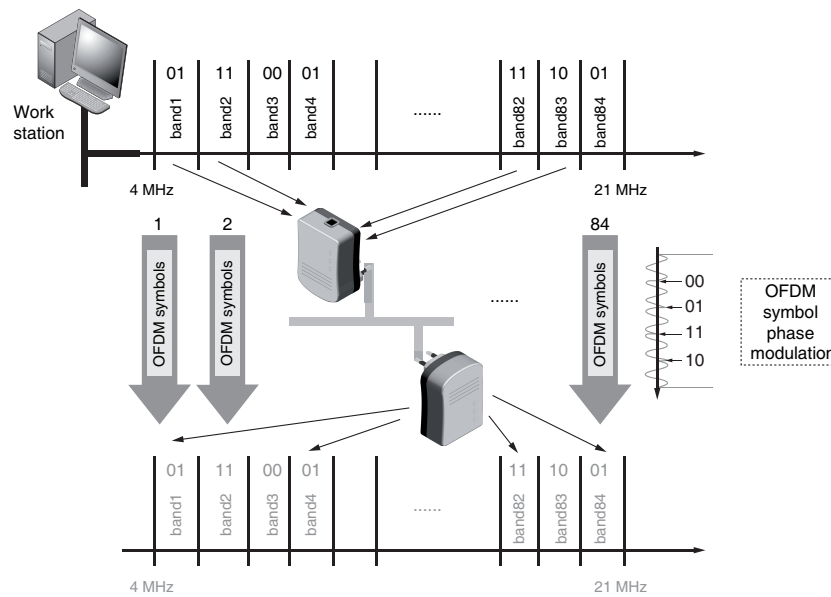 01 11 00 01 11 10 01
band1 band2 band3 band4 ...... band82 band83 band84
Work
station
4 MHz 21 MHz
1 2 84
OFDM symbols OFDM symbols ...... OFDM symbols
00
01
11
10
OFDM
symbol
phase
modulation
01 11 00 01 11 10 01
band1 band2 band3 band4 ...... band82 band83 band84
4 MHz 21 MHz